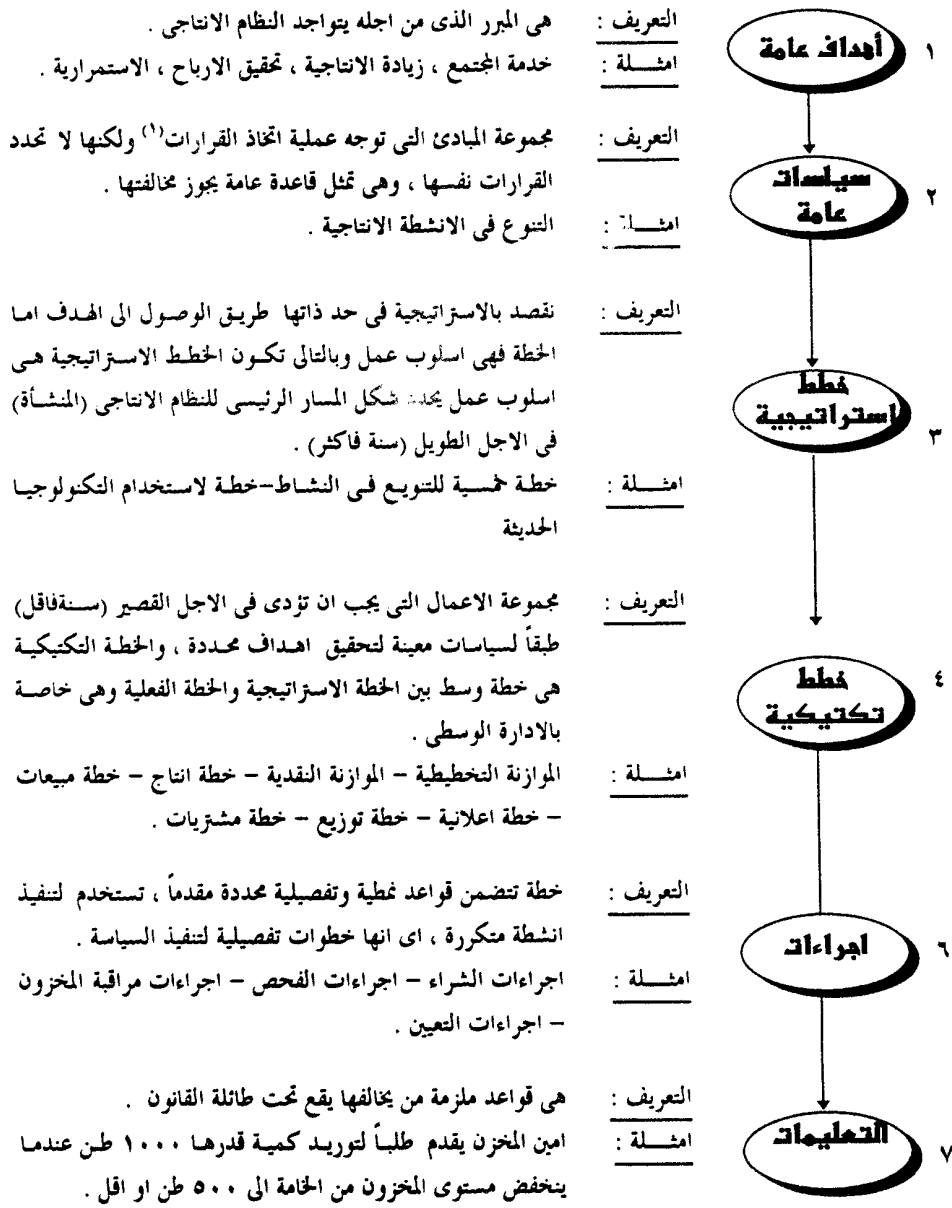 ١
أهداف عامة
التعريف : هى المبرر الذى من اجله يتواجد النظام الانتاجى .
امثـــلة : خدمة المجتمع ، زيادة الانتاجية ، تحقيق الارباح ، الاستمرارية .
٢
سياسات
عامة
التعريف : مجموعة المبادئ التى توجه عملية اتخاذ القرارات(١) ولكنها لا تحدد
القرارات نفسها ، وهى تمثل قاعدة عامة يجوز مخالفتها .
امثـــلة : التنوع فى الانشطة الانتاجية .
٣
خطط
إستراتيجية
التعريف : نقصد بالاستراتيجية فى حد ذاتها طريق الوصول الى الهدف اما
الخطة فهى اسلوب عمل وبالتالى تكون الخطط الاستراتيجية هى
اسلوب عمل يحدد شكل المسار الرئيسى للنظام الانتاجى (المنشأة)
فى الاجل الطويل (سنة فاكثر) .
امثـــلة : خطة خمسية للتنويع فى النشاط-خطة لاستخدام التكنولوجيا
الحديثة
٤
خطط
تكتيكية
التعريف : مجموعة الاعمال التى يجب ان تؤدى فى الاجل القصير (سنةفاقل)
طبقاً لسياسات معينة لتحقيق اهداف محددة ، والخطة التكتيكية
هى خطة وسط بين الخطة الاستراتيجية والخطة الفعلية وهى خاصة
بالادارة الوسطى .
امثـــلة : الموازنة التخطيطية – الموازنة النقدية – خطة انتاج – خطة مبيعات
– خطة اعلانية – خطة توزيع – خطة مشتريات .
٦
اجراءات
التعريف : خطة تتضمن قواعد نمطية وتفصيلية محددة مقدماً ، تستخدم لتنفيذ
انشطة متكررة ، اى انها خطوات تفصيلية لتنفيذ السياسة .
امثـــلة : اجراءات الشراء – اجراءات الفحص – اجراءات مراقبة المخزون
– اجراءات التعيين .
٧
التعليمات
التعريف : هى قواعد ملزمة من يخالفها يقع تحت طائلة القانون .
امثـــلة : امين المخزن يقدم طلباً لتوريد كمية قدرها ١٠٠٠ طن عندما
ينخفض مستوى المخزون من الخامة الى ٥٠٠ طن او اقل .